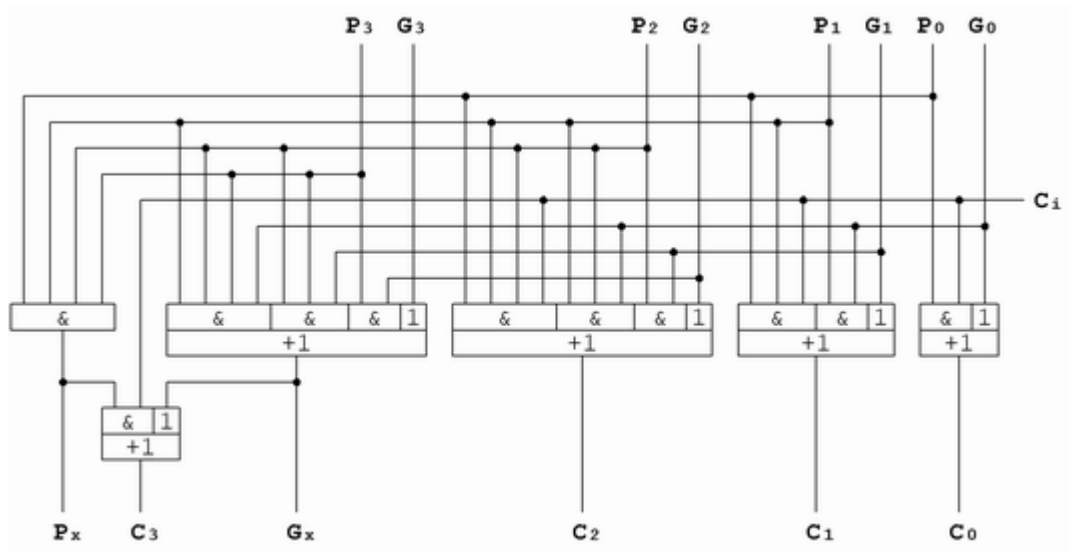 P3 G3 P2 G2 P1 G1 P0 G0
Ci
& & & & 1 & & & 1 & & 1 & 1
+1 +1 +1 +1
& 1
+1
Px C3 Gx C2 C1 C0